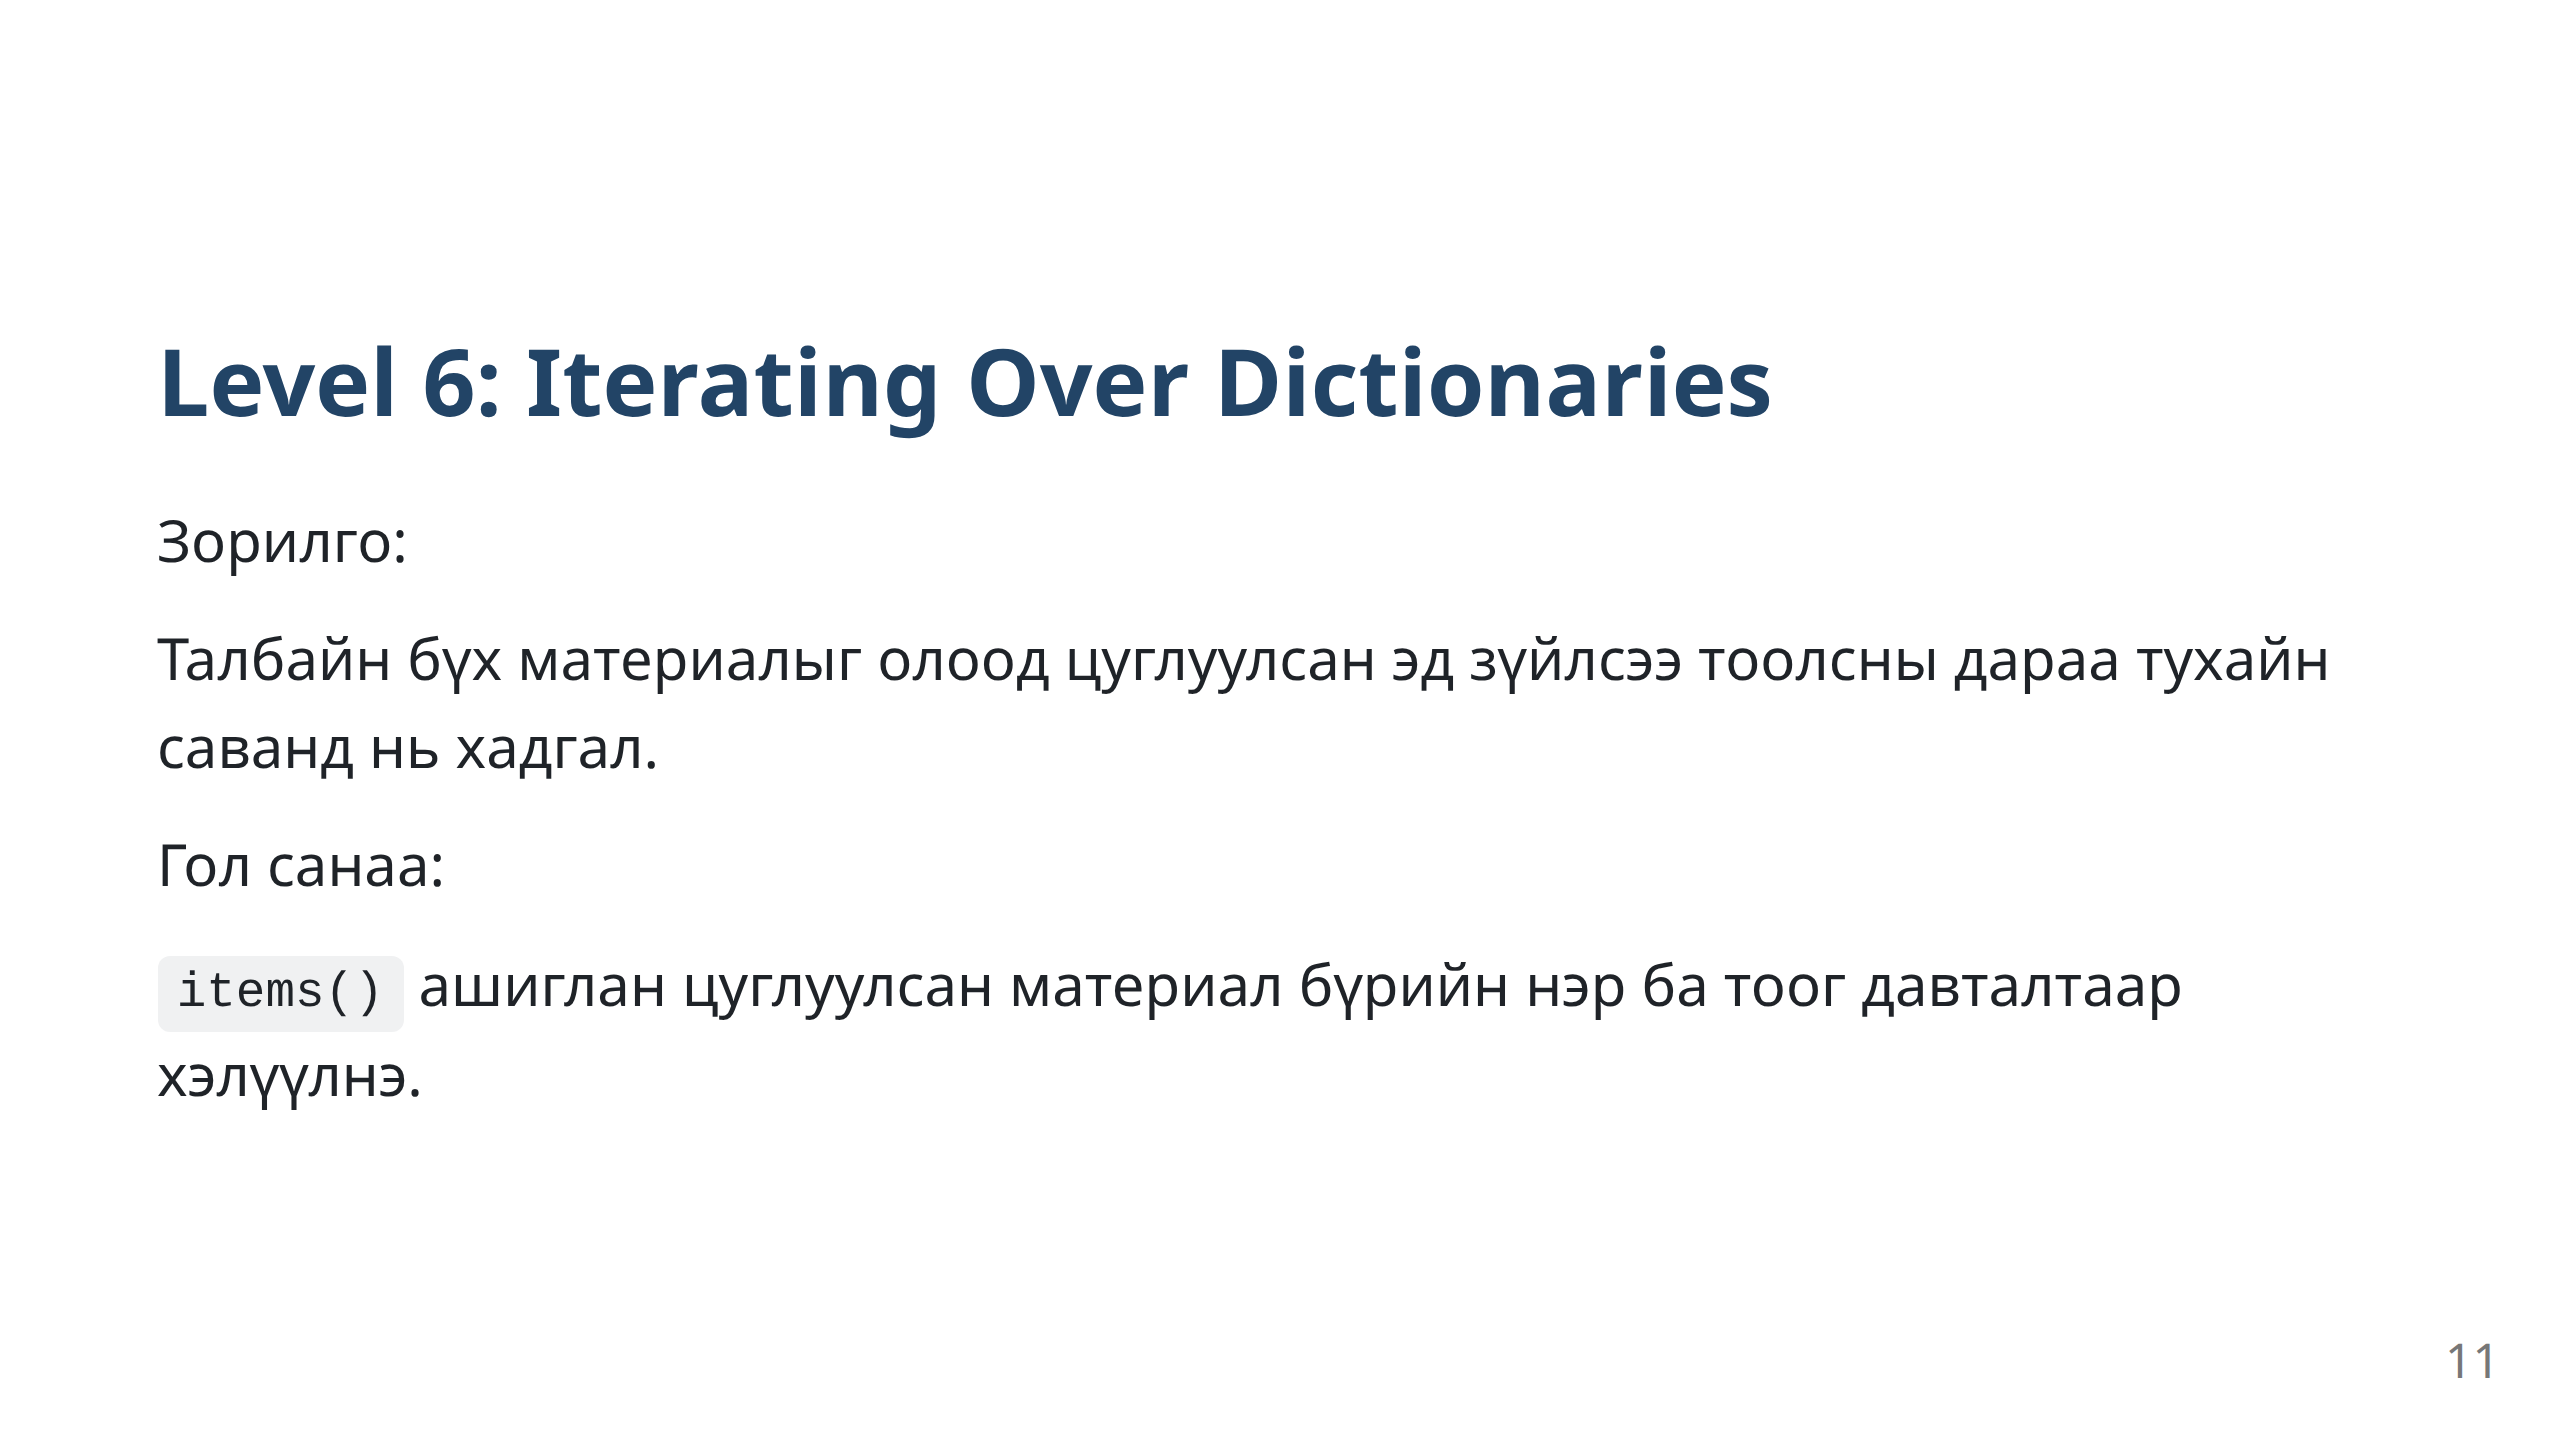 Level 6: Iterating Over Dictionaries
Зорилго:
Талбайн бүх материалыг олоод цуглуулсан эд зүйлсээ тоолсны дараа тухайн
саванд нь хадгал.
Гол санаа:
items() ашиглан цуглуулсан материал бүрийн нэр ба тоог давталтаар
хэлүүлнэ.
11